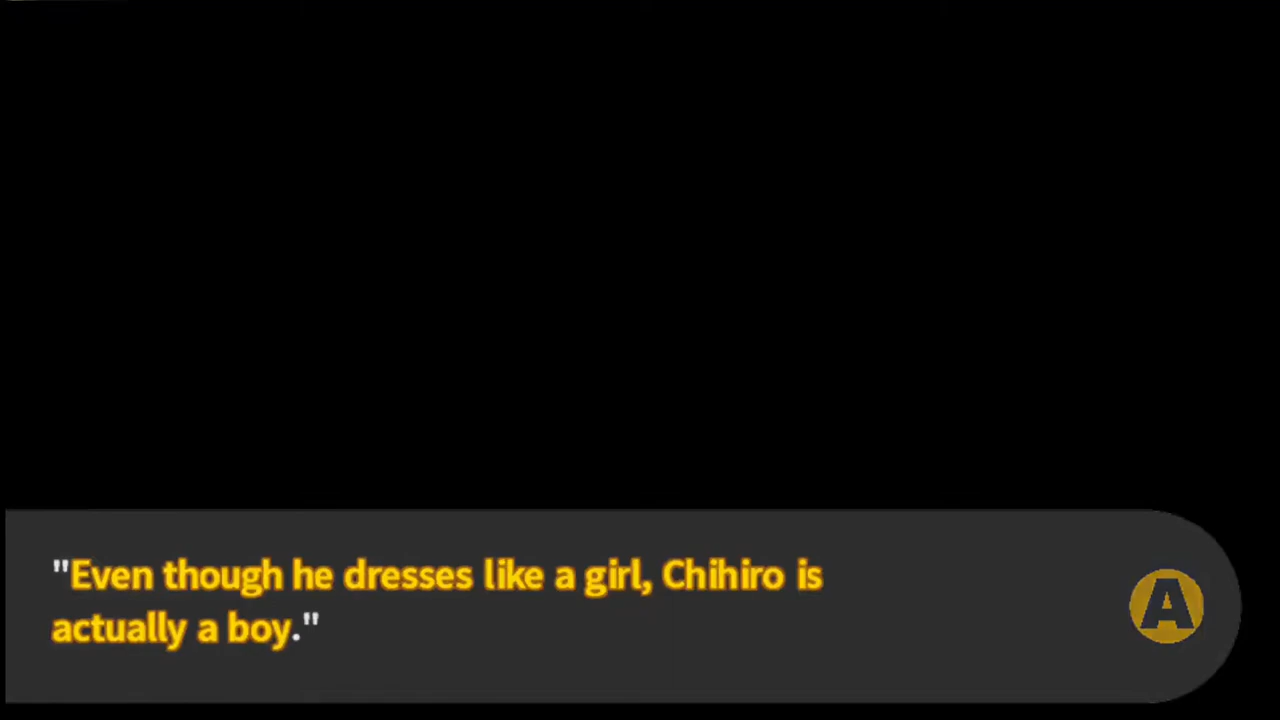 "Even though he dresses like a girl, Chihiro is
actually a boy."
A